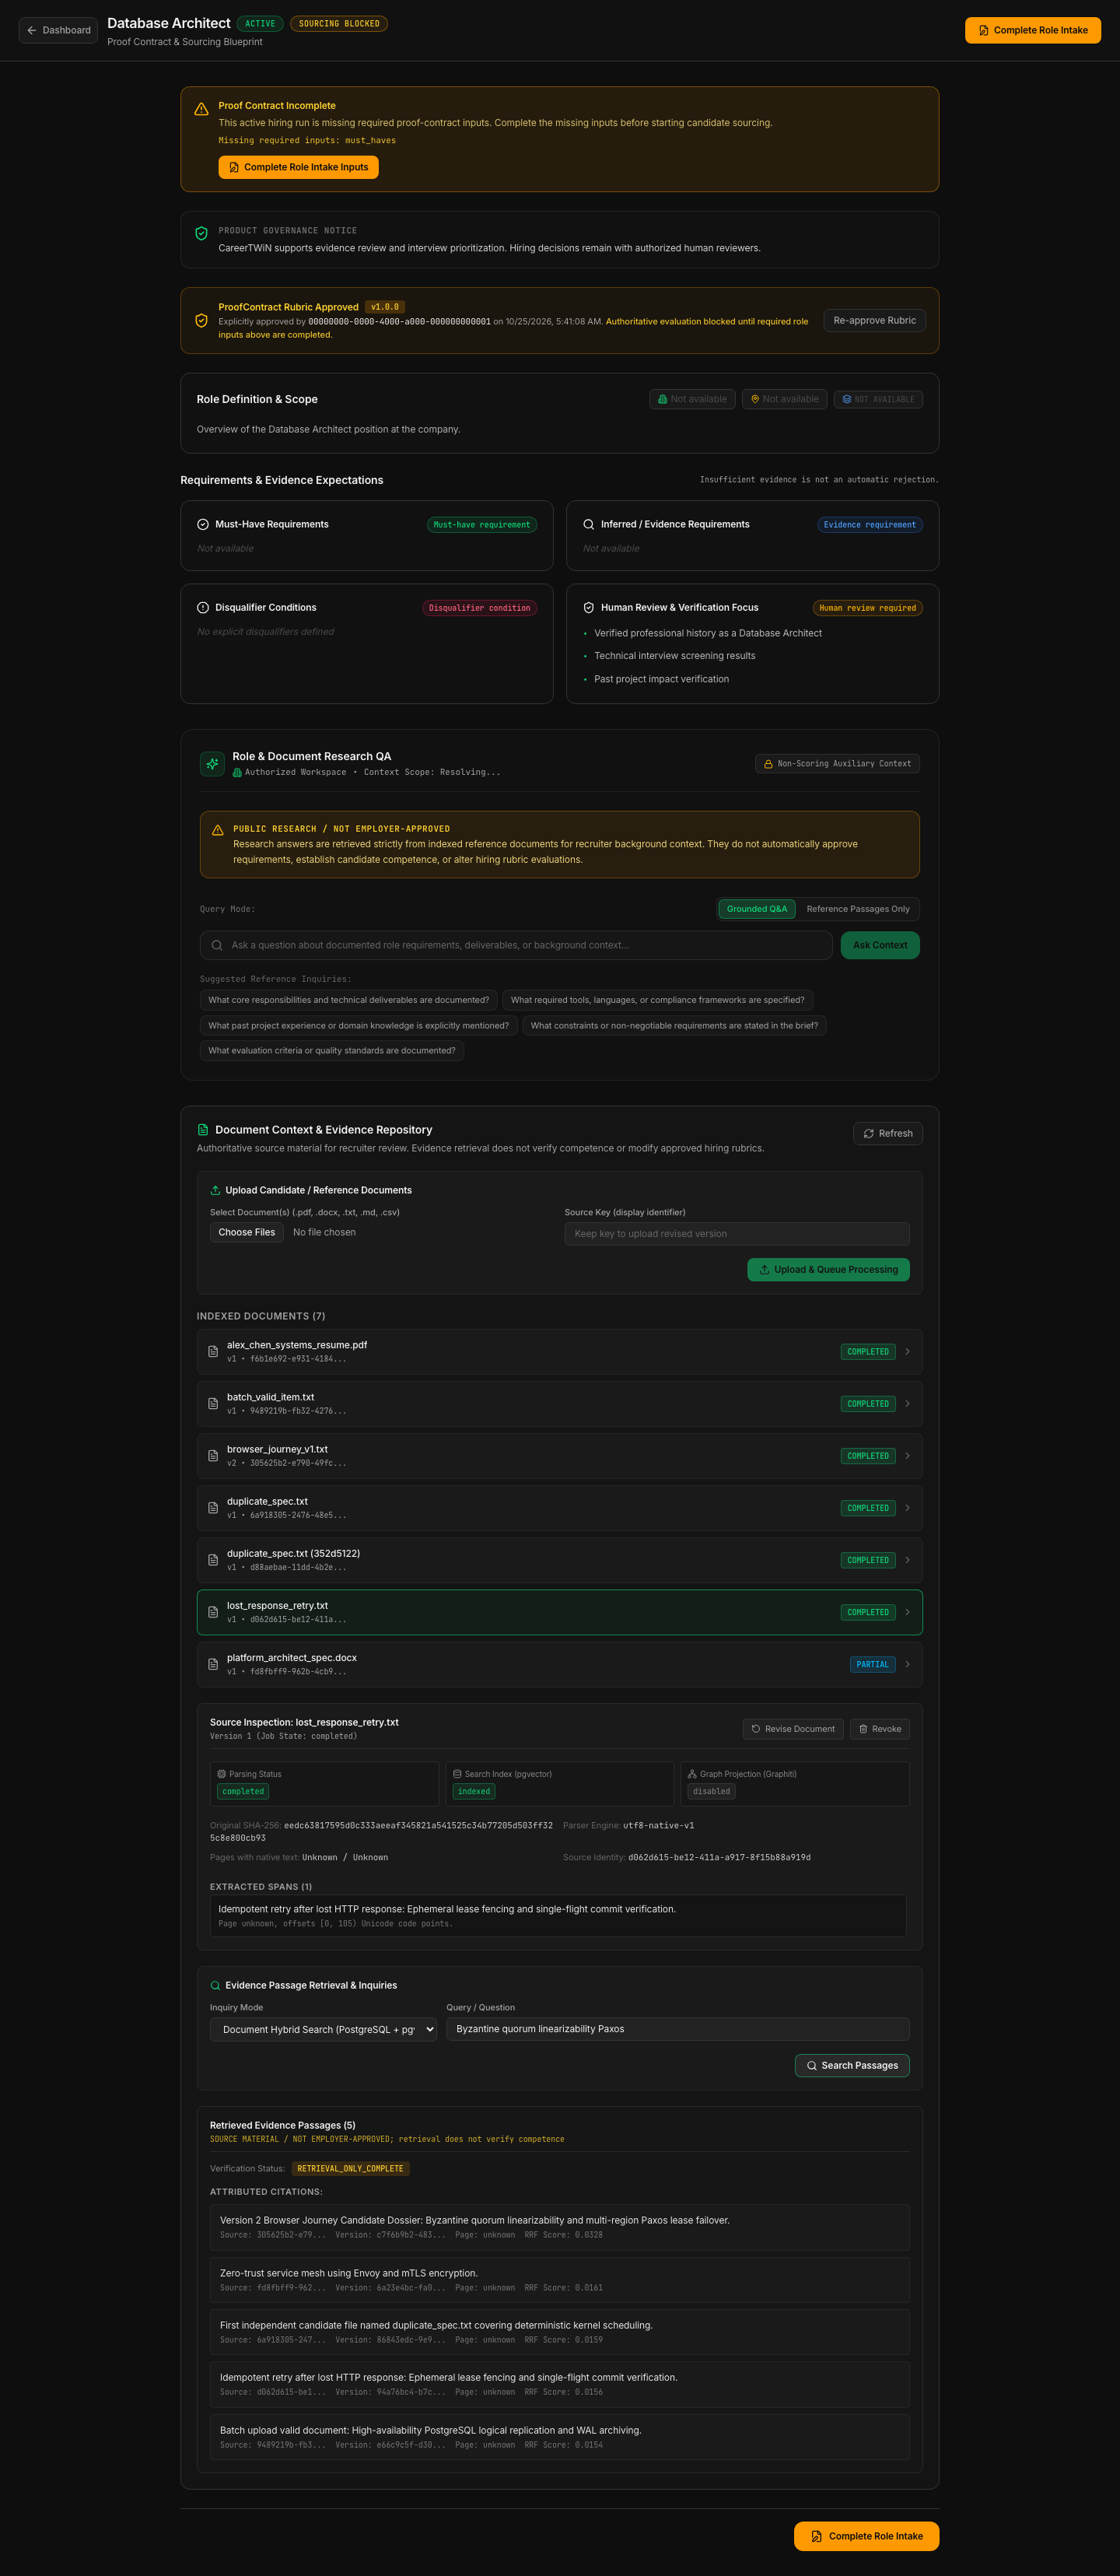 Dashboard
Database Architect ACTIVE SOURCING BLOCKED
Proof Contract & Sourcing Blueprint
Complete Role Intake
Proof Contract Incomplete
This active hiring run is missing required proof-contract inputs. Complete the missing inputs before starting candidate sourcing.
Missing required inputs: must_haves
Complete Role Intake Inputs
PRODUCT GOVERNANCE NOTICE
CareerTWiN supports evidence review and interview prioritization. Hiring decisions remain with authorized human reviewers.
ProofContract Rubric Approved v1.0.0
Explicitly approved by 00000000-0000-4000-a000-000000000001 on 10/25/2026, 5:41:08 AM. Authoritative evaluation blocked until required role
inputs above are completed.
Re-approve Rubric
Role Definition & Scope
Not available
Not available
NOT AVAILABLE
Overview of the Database Architect position at the company.
Requirements & Evidence Expectations
Insufficient evidence is not an automatic rejection.
Must-Have Requirements
Must-have requirement
Not available
Inferred / Evidence Requirements
Evidence requirement
Not available
Disqualifier Conditions
Disqualifier condition
No explicit disqualifiers defined
Human Review & Verification Focus
Human review required
• Verified professional history as a Database Architect
• Technical interview screening results
• Past project impact verification
Role & Document Research QA
Authorized Workspace • Context Scope: Resolving...
Non-Scoring Auxiliary Context
PUBLIC RESEARCH / NOT EMPLOYER-APPROVED
Research answers are retrieved strictly from indexed reference documents for recruiter background context. They do not automatically approve
requirements, establish candidate competence, or alter hiring rubric evaluations.
Query Mode:
Grounded Q&A
Reference Passages Only
Ask a question about documented role requirements, deliverables, or background context...
Ask Context
Suggested Reference Inquiries:
What core responsibilities and technical deliverables are documented?
What required tools, languages, or compliance frameworks are specified?
What past project experience or domain knowledge is explicitly mentioned?
What constraints or non-negotiable requirements are stated in the brief?
What evaluation criteria or quality standards are documented?
Document Context & Evidence Repository
Authoritative source material for recruiter review. Evidence retrieval does not verify competence or modify approved hiring rubrics.
Refresh
Upload Candidate / Reference Documents
Select Document(s) (.pdf, .docx, .txt, .md, .csv)
Choose Files No file chosen
Source Key (display identifier)
Keep key to upload revised version
Upload & Queue Processing
INDEXED DOCUMENTS (7)
alex_chen_systems_resume.pdf
v1 • f6b1e692-e931-4184...
COMPLETED
batch_valid_item.txt
v1 • 9489219b-fb32-4276...
COMPLETED
browser_journey_v1.txt
v2 • 305625b2-e790-49fc...
COMPLETED
duplicate_spec.txt
v1 • 6a918305-2476-48e5...
COMPLETED
duplicate_spec.txt (352d5122)
v1 • d88aebae-11dd-4b2e...
COMPLETED
lost_response_retry.txt
v1 • d062d615-be12-411a...
COMPLETED
platform_architect_spec.docx
v1 • fd8fbff9-962b-4cb9...
PARTIAL
Source Inspection: lost_response_retry.txt
Version 1 (Job State: completed)
Revise Document
Revoke
Parsing Status
completed
Search Index (pgvector)
indexed
Graph Projection (Graphiti)
disabled
Original SHA-256: eedc63817595d0c333aeeaf345821a541525c34b77205d503ff32
5c8e800cb93
Parser Engine: utf8-native-v1
Pages with native text: Unknown / Unknown
Source Identity: d062d615-be12-411a-a917-8f15b88a919d
EXTRACTED SPANS (1)
Idempotent retry after lost HTTP response: Ephemeral lease fencing and single-flight commit verification.
Page unknown, offsets [0, 105) Unicode code points.
Evidence Passage Retrieval & Inquiries
Inquiry Mode
Document Hybrid Search (PostgreSQL + pgv
Query / Question
Byzantine quorum linearizability Paxos
Search Passages
Retrieved Evidence Passages (5)
SOURCE MATERIAL / NOT EMPLOYER-APPROVED; retrieval does not verify competence
Verification Status: RETRIEVAL_ONLY_COMPLETE
ATTRIBUTED CITATIONS:
Version 2 Browser Journey Candidate Dossier: Byzantine quorum linearizability and multi-region Paxos lease failover.
Source: 305625b2-e79... Version: c7f6b9b2-483... Page: unknown RRF Score: 0.0328
Zero-trust service mesh using Envoy and mTLS encryption.
Source: fd8fbff9-962... Version: 6a23e4bc-fa0... Page: unknown RRF Score: 0.0161
First independent candidate file named duplicate_spec.txt covering deterministic kernel scheduling.
Source: 6a918305-247... Version: 86843edc-9e9... Page: unknown RRF Score: 0.0159
Idempotent retry after lost HTTP response: Ephemeral lease fencing and single-flight commit verification.
Source: d062d615-be1... Version: 94a76bc4-b7c... Page: unknown RRF Score: 0.0156
Batch upload valid document: High-availability PostgreSQL logical replication and WAL archiving.
Source: 9489219b-fb3... Version: e66c9c5f-d30... Page: unknown RRF Score: 0.0154
Complete Role Intake